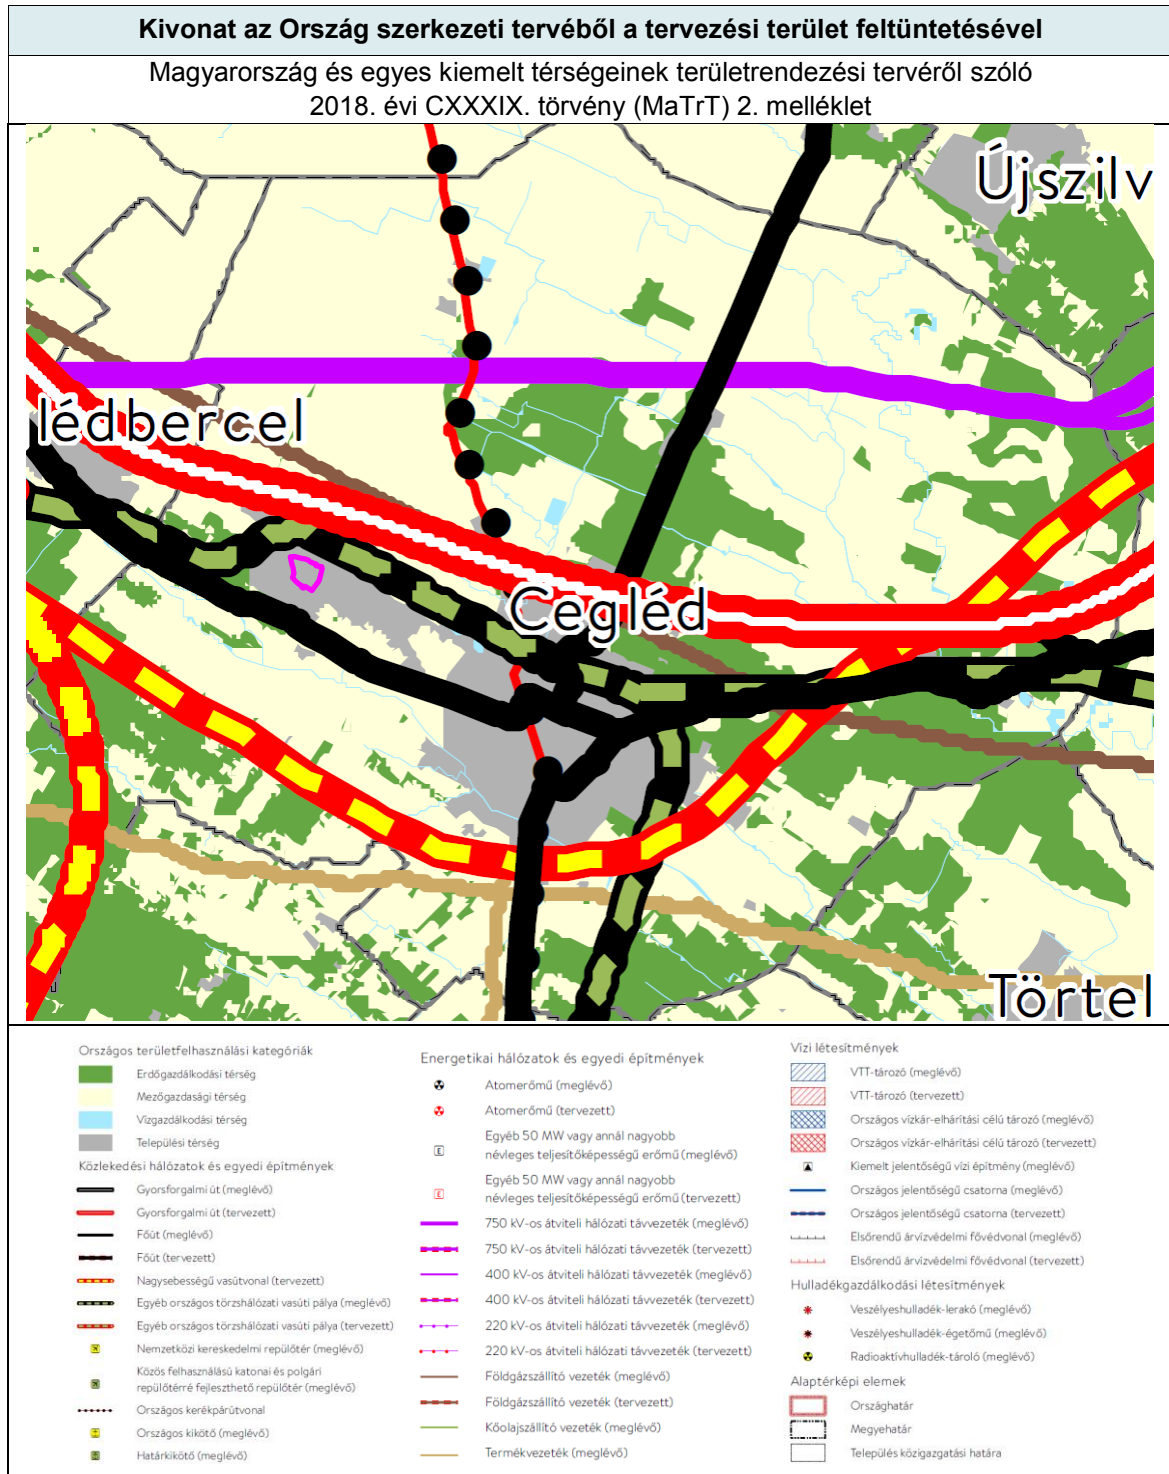 Kivonat az Ország szerkezeti tervéből a tervezési terület feltüntetésével
Magyarország és egyes kiemelt térségeinek területrendezési tervéről szóló
2018. évi CXXXIX. törvény (MaTrT) 2. melléklet
Újszilv
lédbercel
Cegléd
Törtel
Országos területfelhasználási kategóriák
Erdőgazdálkodási térség
Mezőgazdasági térség
Vízgazdálkodási térség
Települési térség
Közlekedési hálózatok és egyedi építmények
Gyorsforgalmi út (meglévő)
Gyorsforgalmi út (tervezett)
Főút (meglévő)
Főút (tervezett)
Nagysebességű vasútvonal (tervezett)
Egyéb országos törzshálózati vasúti pálya (meglévő)
Egyéb országos törzshálózati vasúti pálya (tervezett)
Nemzetközi kereskedelmi repülőtér (meglévő)
Közös felhasználású katonai és polgári
repülőtérré fejleszthető repülőtér (meglévő)
Országos kerékpárútvonal
Országos kikötő (meglévő)
Határkikötő (meglévő)
Energetikai hálózatok és egyedi építmények
Atomerőmű (meglévő)
Atomerőmű (tervezett)
Egyéb 50 MW vagy annál nagyobb
névleges teljesítőképességű erőmű (meglévő)
E
Egyéb 50 MW vagy annál nagyobb
névleges teljesítőképességű erőmű (tervezett)
E
750 kV-os átviteli hálózati távvezeték (meglévő)
750 kV-os átviteli hálózati távvezeték (tervezett)
400 kV-os átviteli hálózati távvezeték (meglévő)
400 kV-os átviteli hálózati távvezeték (tervezett)
220 kV-os átviteli hálózati távvezeték (meglévő)
220 kV-os átviteli hálózati távvezeték (tervezett)
Földgázszállító vezeték (meglévő)
Földgázszállító vezeték (tervezett)
Kőolajszállító vezeték (meglévő)
Termékvezeték (meglévő)
Vízi létesítmények
VTT-tározó (meglévő)
VTT-tározó (tervezett)
Országos vízkár-elhárítási célú tározó (meglévő)
Országos vízkár-elhárítási célú tározó (tervezett)
Kiemelt jelentőségű vízi építmény (meglévő)
Országos jelentőségű csatorna (meglévő)
Országos jelentőségű csatorna (tervezett)
Elsőrendű árvízvédelmi fővédvonal (meglévő)
Elsőrendű árvízvédelmi fővédvonal (tervezett)
Hulladékgazdálkodási létesítmények
Veszélyeshulladék-lerakó (meglévő)
Veszélyeshulladék-égetőmű (meglévő)
Radioaktívhulladék-tároló (meglévő)
Alaptérképi elemek
Országhatár
Megyehatár
Település közigazgatási határa